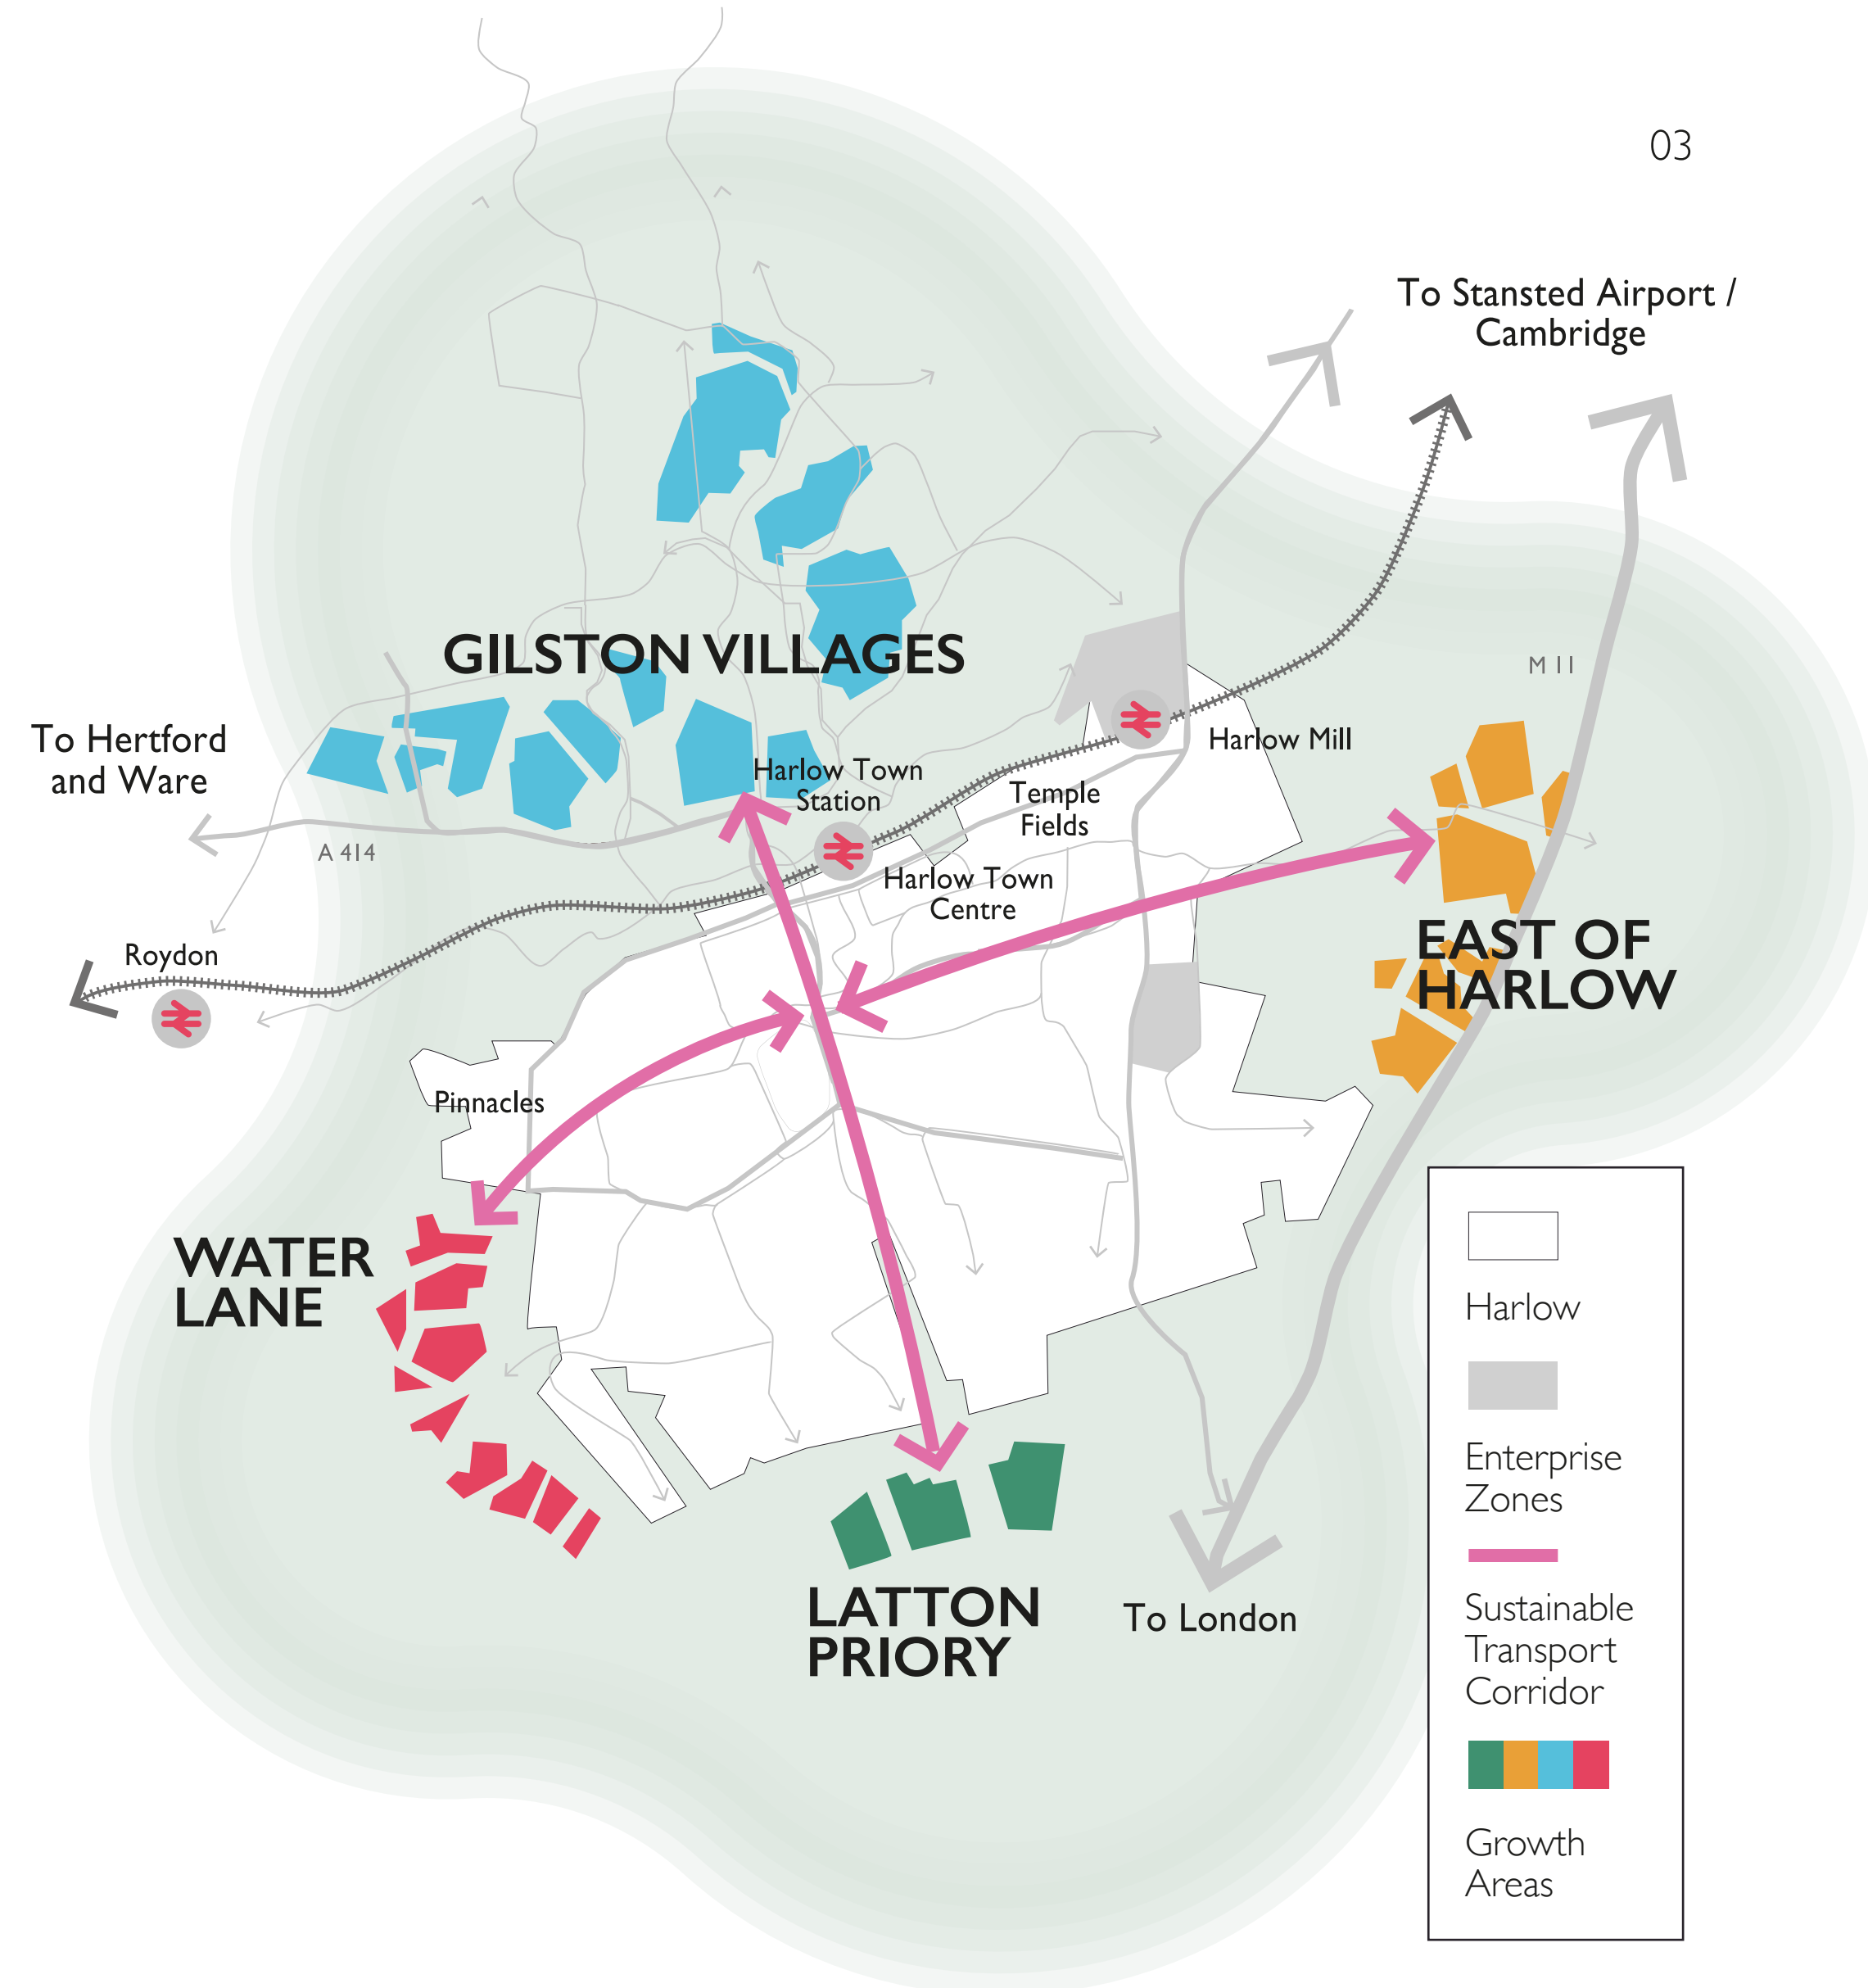 03
To Stansted Airport /
Cambridge
GILSTON VILLAGES
M 11
To Hertford
and Ware
Harlow Mill
Harlow Town
Station
Temple
Fields
A 414
Harlow Town
Centre
EAST OF
HARLOW
Roydon
Pinnacles
WATER
LANE
LATTON
PRIORY
To London
Harlow
Enterprise
Zones
Sustainable
Transport
Corridor
Growth
Areas